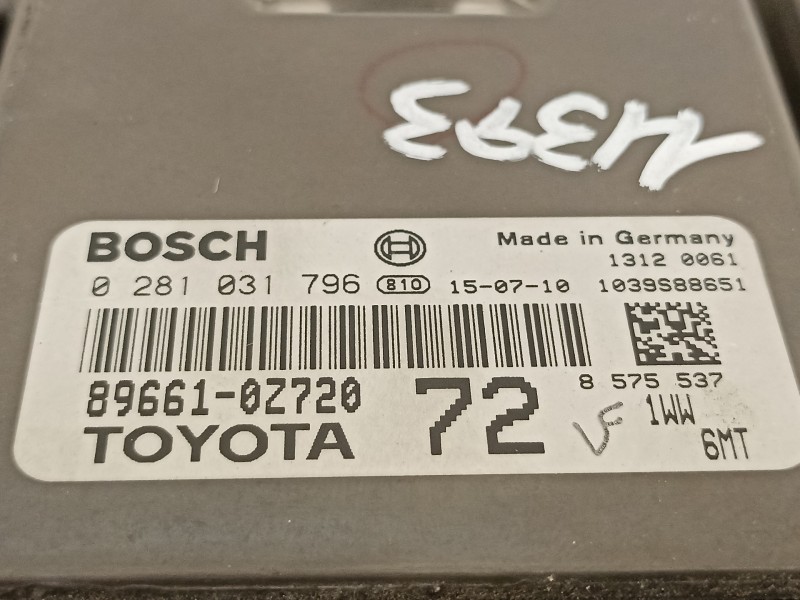 BOSCH
Made in Germany
1312 0061
0 281 031 796 810 15-07-10 1039S88651
8 575 537
89661-0Z720
72
1WW
VF
TOYOTA
6MT